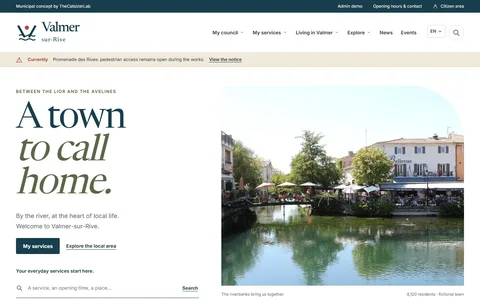 Municipal concept by TheCatalsterLab
Admin demo
Opening hours & contact
Citizen area
Valmer
sur-Rive
My council
My services
Living in Valmer
Explore
News
Events
EN
Currently
Promenade des Rives: pedestrian access remains open during the works.
View the notice
BETWEEN THE LIOR AND THE AVELINES
A town
to call
home.
By the river, at the heart of local life.
Welcome to Valmer-sur-Rive.
My services
Explore the local area
Your everyday services start here.
A service, an opening time, a place...
Search
Bellevue
The riverbanks bring us together.
8,520 residents · fictional town